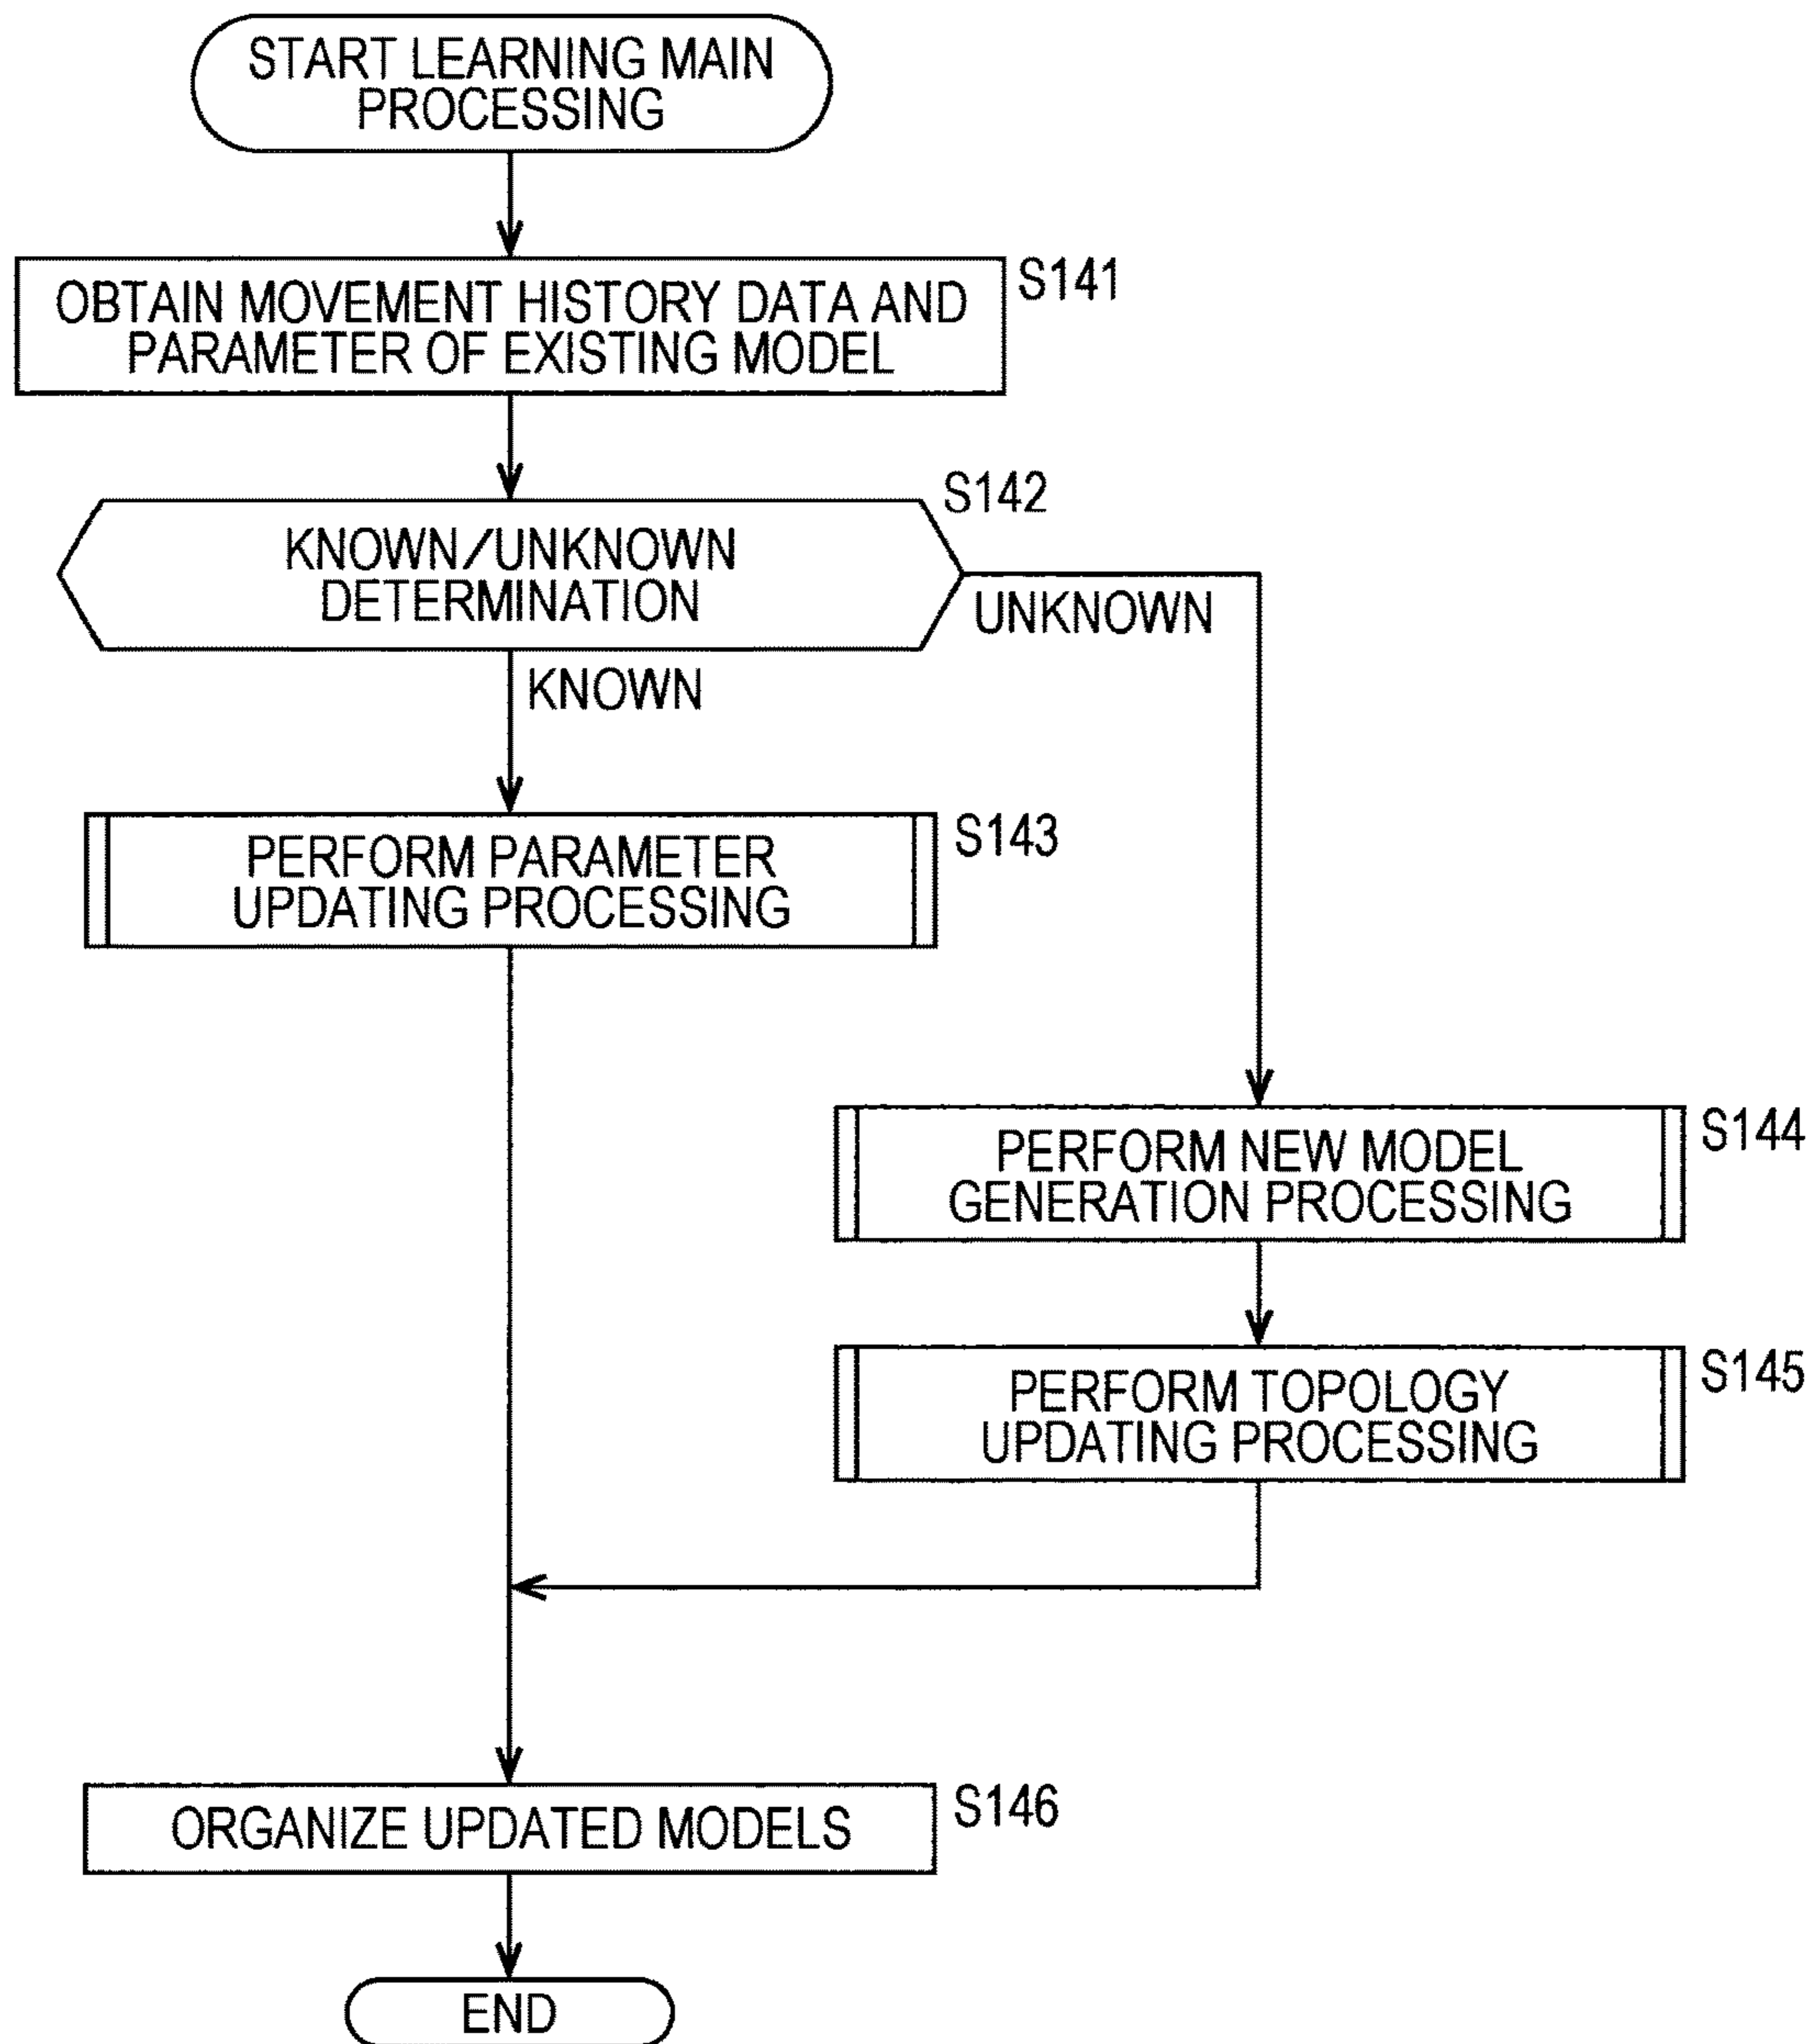 START LEARNING MAIN
PROCESSING
OBTAIN MOVEMENT HISTORY DATA AND
PARAMETER OF EXISTING MODEL
S141
KNOWN/UNKNOWN
DETERMINATION
S142
UNKNOWN
KNOWN
PERFORM PARAMETER
UPDATING PROCESSING
S143
PERFORM NEW MODEL
GENERATION PROCESSING
S144
PERFORM TOPOLOGY
UPDATING PROCESSING
S145
ORGANIZE UPDATED MODELS
S146
END